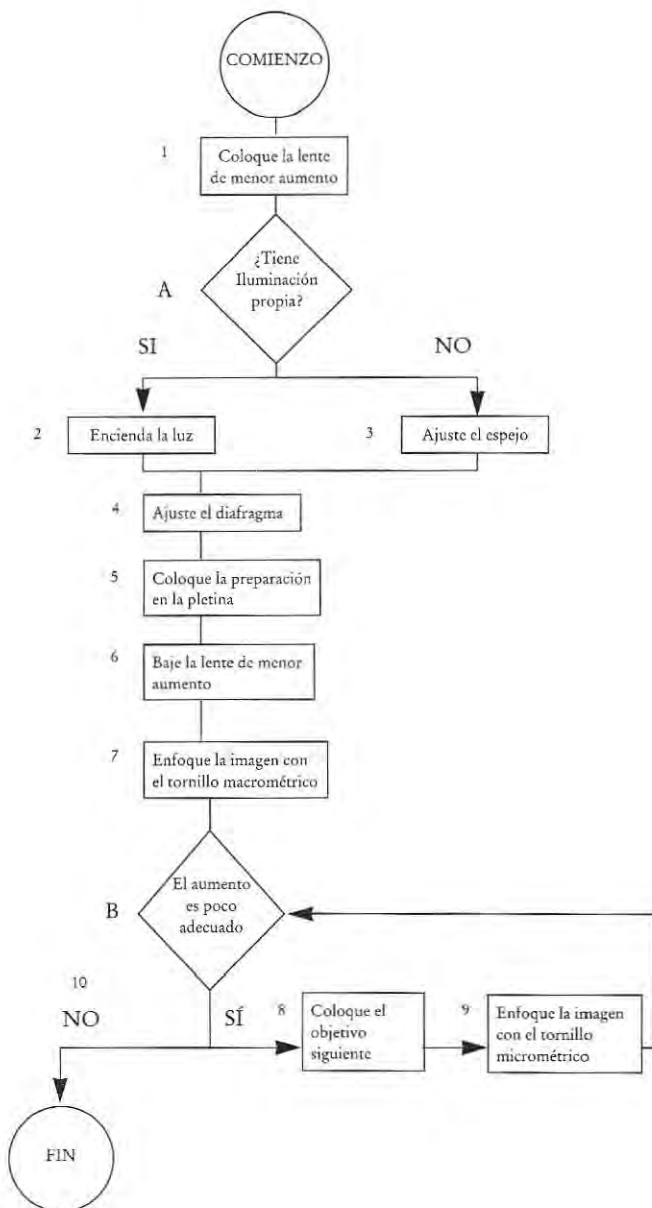 COMIENZO
1
Coloque la lente
de menor aumento
A
¿Tiene
Iluminación
propia?
SI
NO
2
Encienda la luz
3
Ajuste el espejo
4
Ajuste el diafragma
5
Coloque la preparación
en la pletina
6
Baje la lente de menor
aumento
7
Enfoque la imagen con
el tornillo macrométrico
B
El aumento
es poco
adecuado
10
NO
SÍ
8
Coloque el
objetivo
siguiente
9
Enfoque la imagen
con el tornillo
micrométrico
FIN